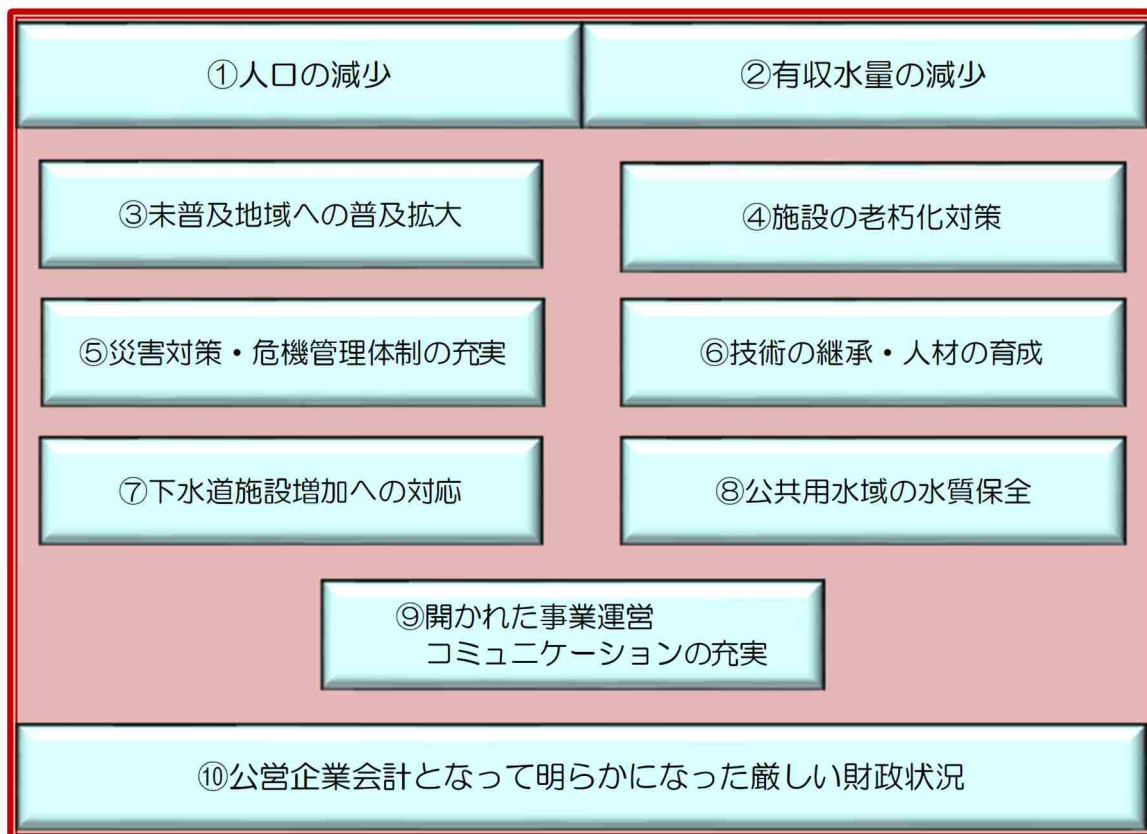 ①人口の減少
②有収水量の減少
③未普及地域への普及拡大
④施設の老朽化対策
⑤災害対策・危機管理体制の充実
⑥技術の継承・人材の育成
⑦下水道施設増加への対応
⑧公共用水域の水質保全
⑨開かれた事業運営
コミュニケーションの充実
⑩公営企業会計となって明らかになった厳しい財政状況